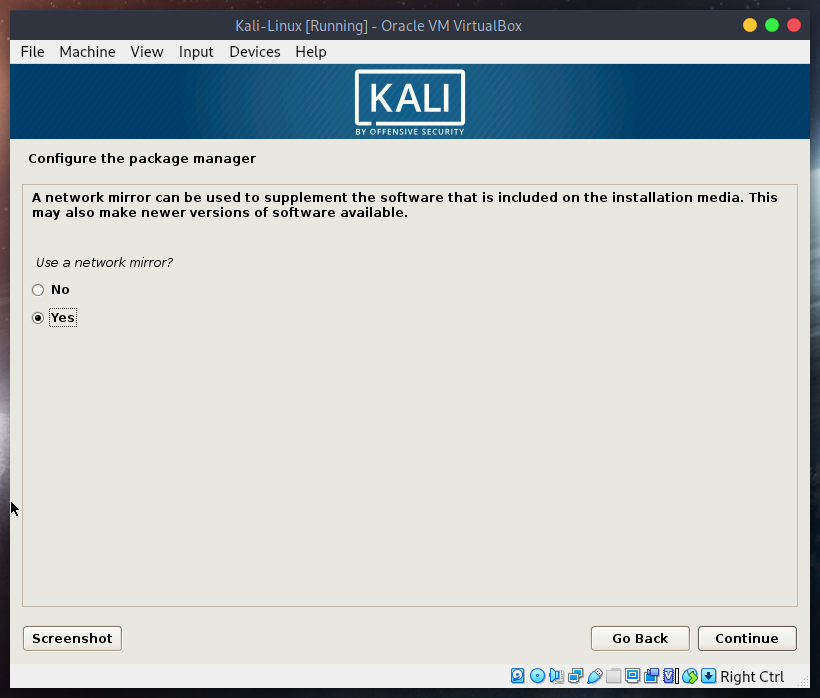 Kali-Linux [Running] - Oracle VM VirtualBox
File Machine View Input Devices Help
KALI
BY OFFENSIVE SECURITY
Configure the package manager
A network mirror can be used to supplement the software that is included on the installation media. This
may also make newer versions of software available.
Use a network mirror?
No
Yes
Screenshot Go Back Continue
Right Ctrl